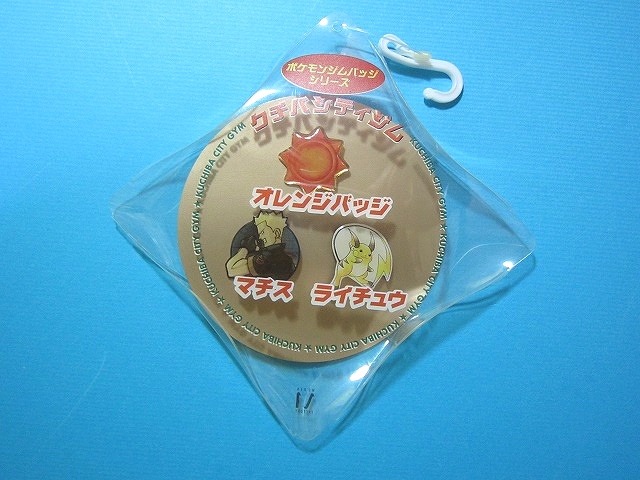 ポケモンジムバッジ
シリーズ
クチバシティジム
オレンジバッジ
マチス
ライチュウ
KUCHIBA CITY GYM ★ KUCHIBA CITY GYM ★ KUCHIBA CITY GYM ★ KUCHIBA CITY GYM ★ KUCHIBA CITY GYM